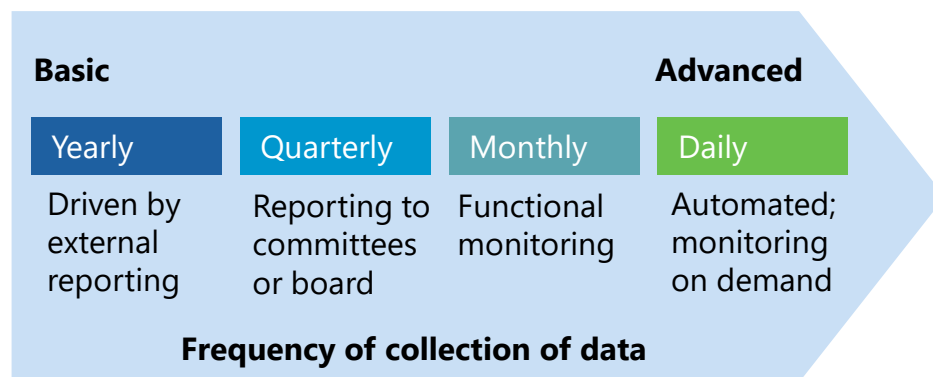 Basic
Advanced
Yearly
Driven by
external
reporting
Quarterly
Reporting to
committees
or board
Monthly
Functional
monitoring
Daily
Automated;
monitoring
on demand
Frequency of collection of data